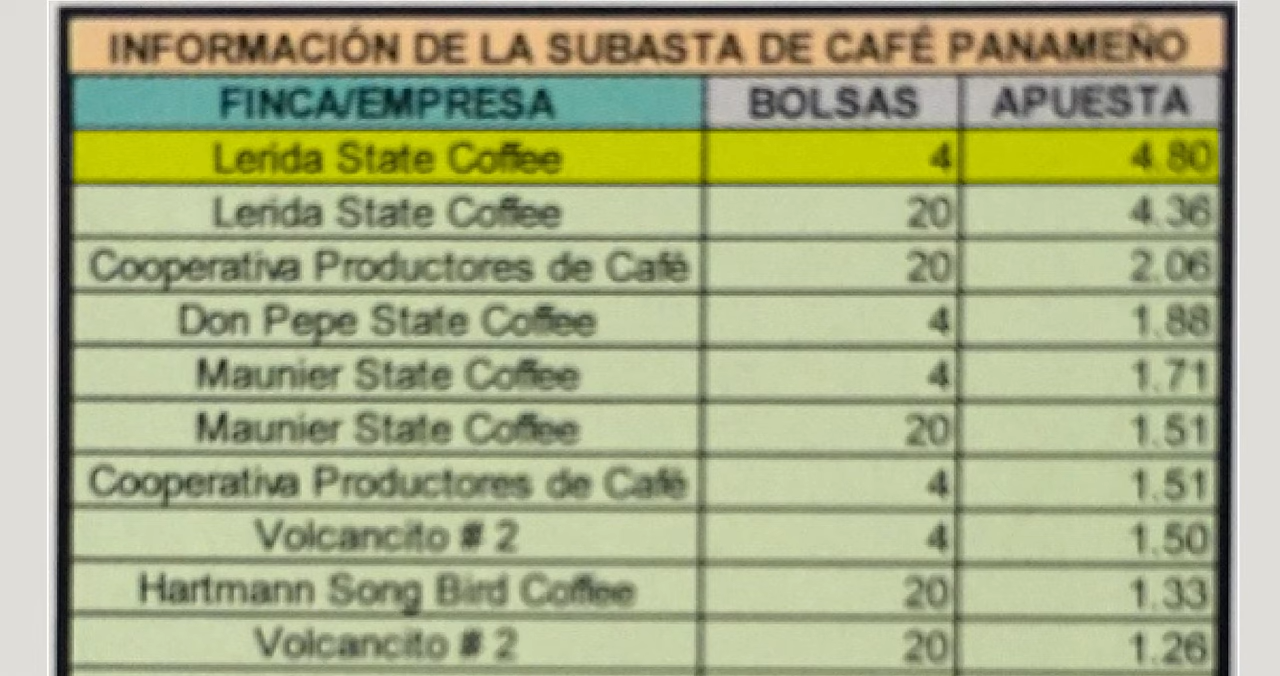 INFORMACIÓN DE LA SUBASTA DE CAFÉ PANAMEÑO
FINCA/EMPRESA BOLSAS APUESTA
Lerida State Coffee 4 4.80
Lerida State Coffee 20 4.36
Cooperativa Productores de Café 20 2.06
Don Pepe State Coffee 4 1.88
Maunier State Coffee 4 1.71
Maunier State Coffee 20 1.51
Cooperativa Productores de Café 4 1.51
Volcancito # 2 4 1.50
Hartmann Song Bird Coffee 20 1.33
Volcancito # 2 20 1.26